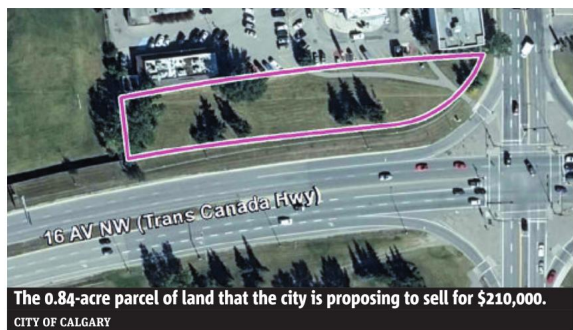 16 AV NW (Trans Canada Hwy)
The 0.84-acre parcel of land that the city is proposing to sell for $210,000.
CITY OF CALGARY